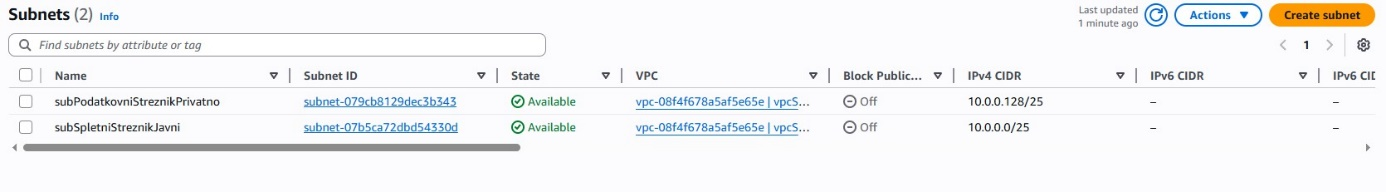 Subnets (2) Info
Last updated
1 minute ago
Actions
Create subnet
Find subnets by attribute or tag
1
Name Subnet ID State VPC Block Public... IPv4 CIDR IPv6 CIDR IPv6 CID
subPodatkovniStreznikPrivatno subnet-079cb8129dec3b343 Available vpc-08f4f678a5af5e65e | vpcS... Off 10.0.0.128/25 – –
subSpletniStreznikJavni subnet-07b5ca72dbd54330d Available vpc-08f4f678a5af5e65e | vpcS... Off 10.0.0.0/25 – –